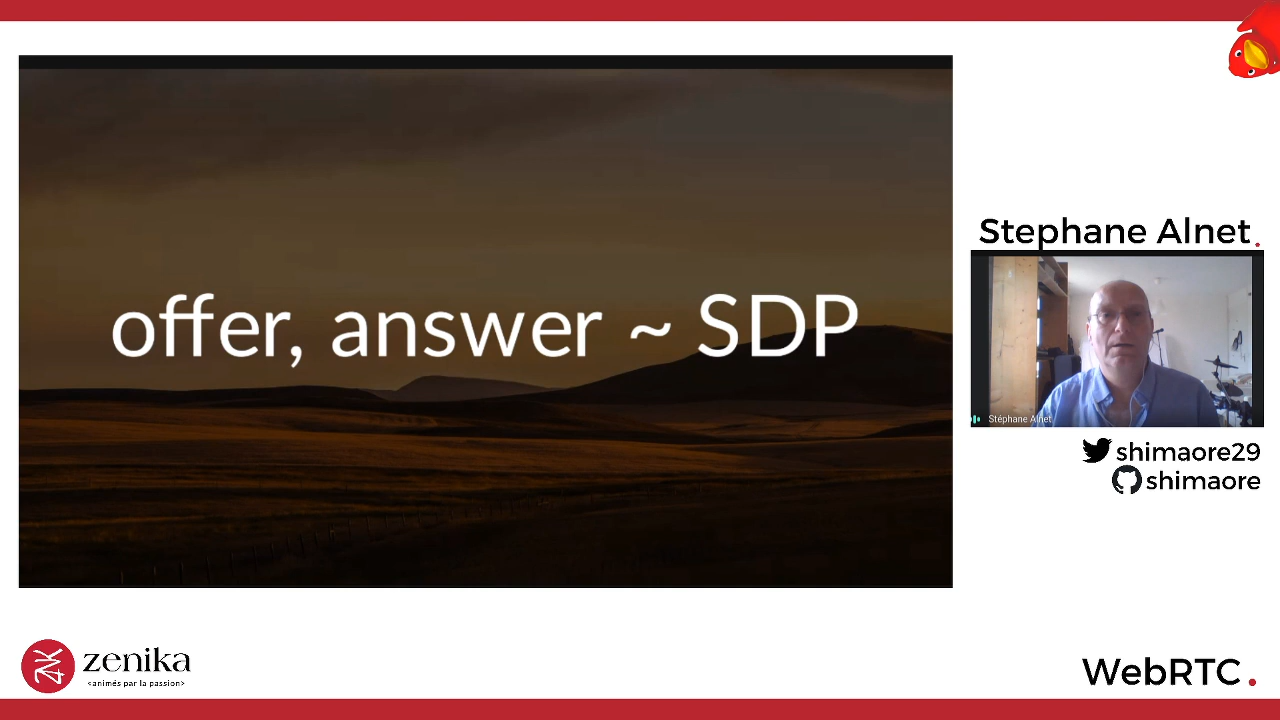 offer, answer ~ SDP
Stephane Alnet.
Stéphane Alnet
shimaore29
shimaore
zenika
<animés par la passion>
WebRTC.